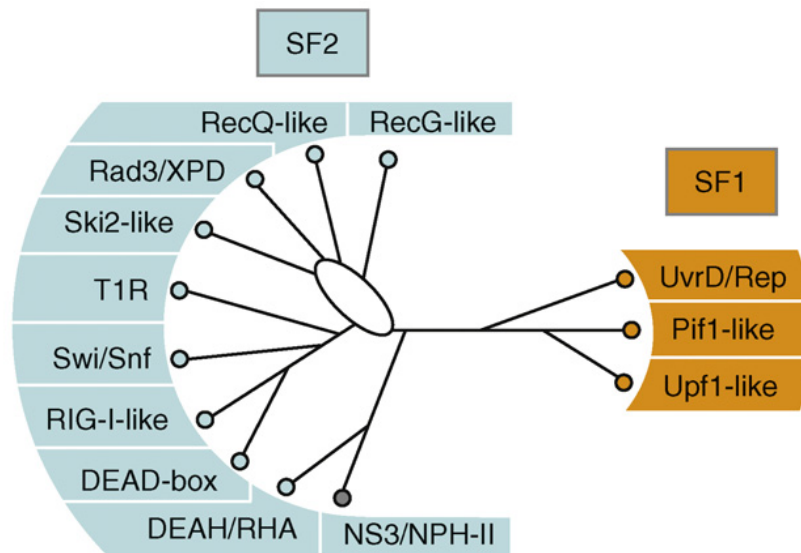 SF2
RecQ-like
RecG-like
Rad3/XPD
Ski2-like
T1R
Swi/Snf
RIG-I-like
DEAD-box
DEAH/RHA
NS3/NPH-II
SF1
UvrD/Rep
Pif1-like
Upf1-like